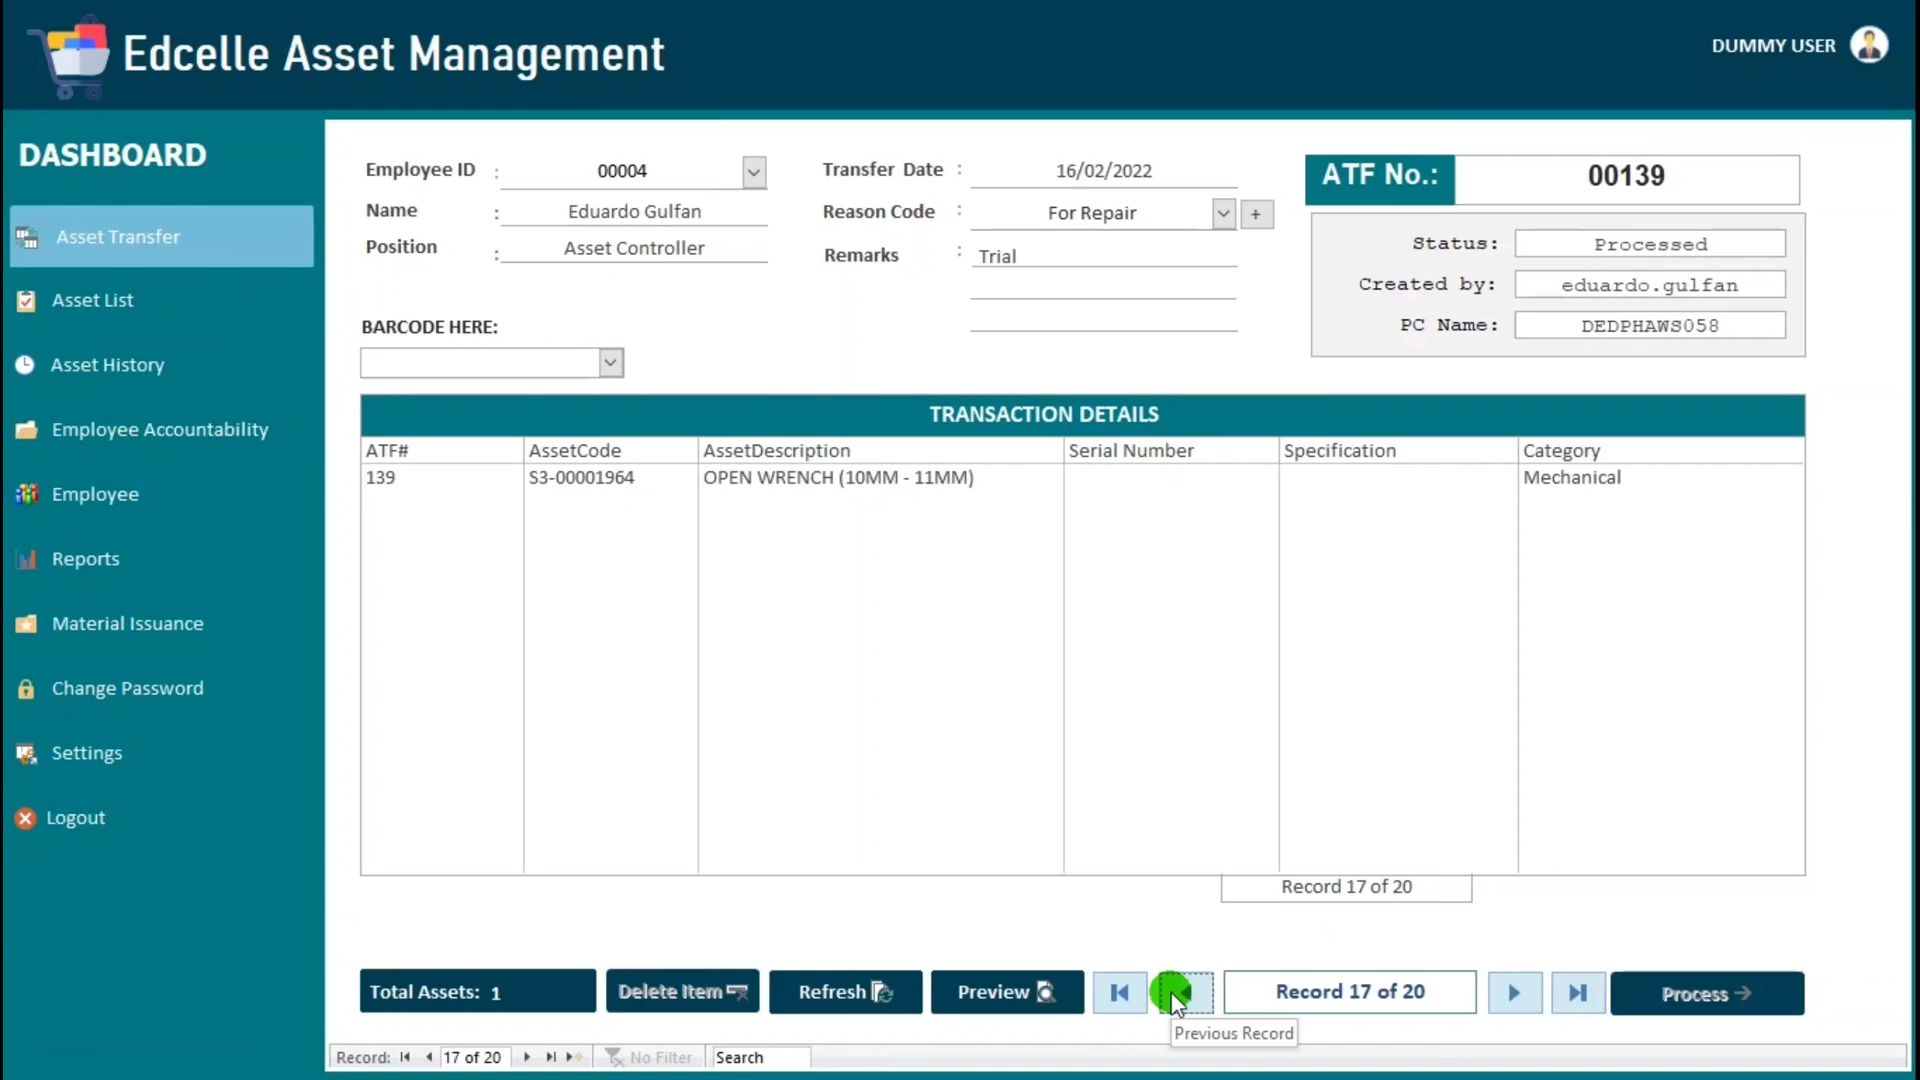 Edcelle Asset Management
DUMMY USER
DASHBOARD
Asset Transfer
Asset List
Asset History
Employee Accountability
Employee
Reports
Material Issuance
Change Password
Settings
Logout
Employee ID : 00004
Name : Eduardo Gulfan
Position : Asset Controller
Transfer Date : 16/02/2022
Reason Code : For Repair +
Remarks : Trial
ATF No.: 00139
Status: Processed
Created by: eduardo.gulfan
PC Name: DEDPHAWS058
BARCODE HERE:
TRANSACTION DETAILS
ATF# AssetCode AssetDescription Serial Number Specification Category
139 S3-00001964 OPEN WRENCH (10MM - 11MM) Mechanical
Record 17 of 20
Total Assets: 1 Delete Item Refresh Preview Record 17 of 20 Process
Previous Record
Record: 17 of 20 No Filter Search